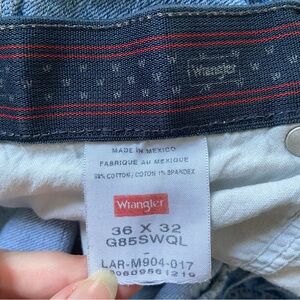 Wrangler
MADE IN MEXICO
FABRIQUE AU MEXIQUE
99% COTTON/COTON 1% SPANDEX
Wrangler
36 X 32
G85SWQL
-
LAR-M904-017